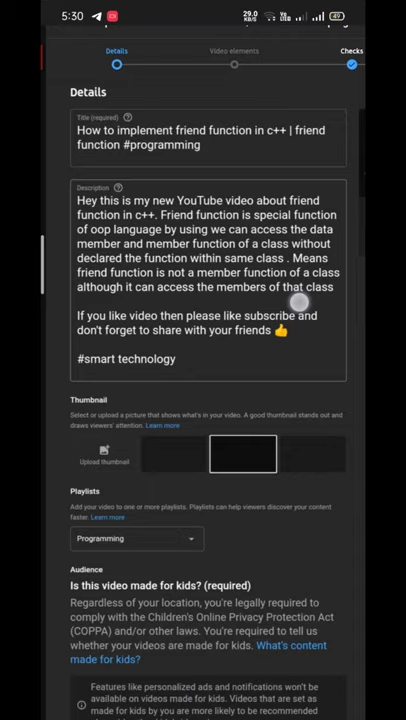 5:30
29.0
KB/S
Vo
49
Details
Video elements
Checks
Details
Title (required)
How to implement friend function in c++ | friend
function #programming
Description
Hey this is my new YouTube video about friend
function in c++. Friend function is special function
of oop language by using we can access the data
member and member function of a class without
declared the function within same class . Means
friend function is not a member function of a class
although it can access the members of that class
If you like video then please like subscribe and
don't forget to share with your friends 👍
#smart technology
Thumbnail
Select or upload a picture that shows what's in your video. A good thumbnail stands out and
draws viewers' attention. Learn more
Upload thumbnail
Playlists
Add your video to one or more playlists. Playlists can help viewers discover your content
faster. Learn more
Programming
Audience
Is this video made for kids? (required)
Regardless of your location, you're legally required to
comply with the Children's Online Privacy Protection Act
(COPPA) and/or other laws. You're required to tell us
whether your videos are made for kids. What's content
made for kids?
Features like personalized ads and notifications won't be
available on videos made for kids. Videos that are set as
made for kids by you are more likely to be recommended